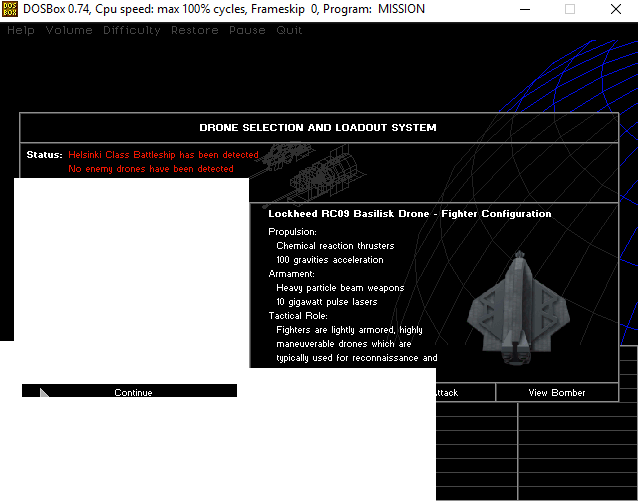 DOS
BOX
DOSBox 0.74, Cpu speed: max 100% cycles, Frameskip 0, Program: MISSION
Help Volume Difficulty Restore Pause Quit
DRONE SELECTION AND LOADOUT SYSTEM
Status: Helsinki Class Battleship has been detected
No enemy drones have been detected
Lockheed RC09 Basilisk Drone - Fighter Configuration
Propulsion:
Chemical reaction thrusters
100 gravities acceleration
Armament:
Heavy particle beam weapons
10 gigawatt pulse lasers
Tactical Role:
Fighters are lightly armored, highly
maneuverable drones which are
typically used for reconnaissance and
Continue
View Bomber